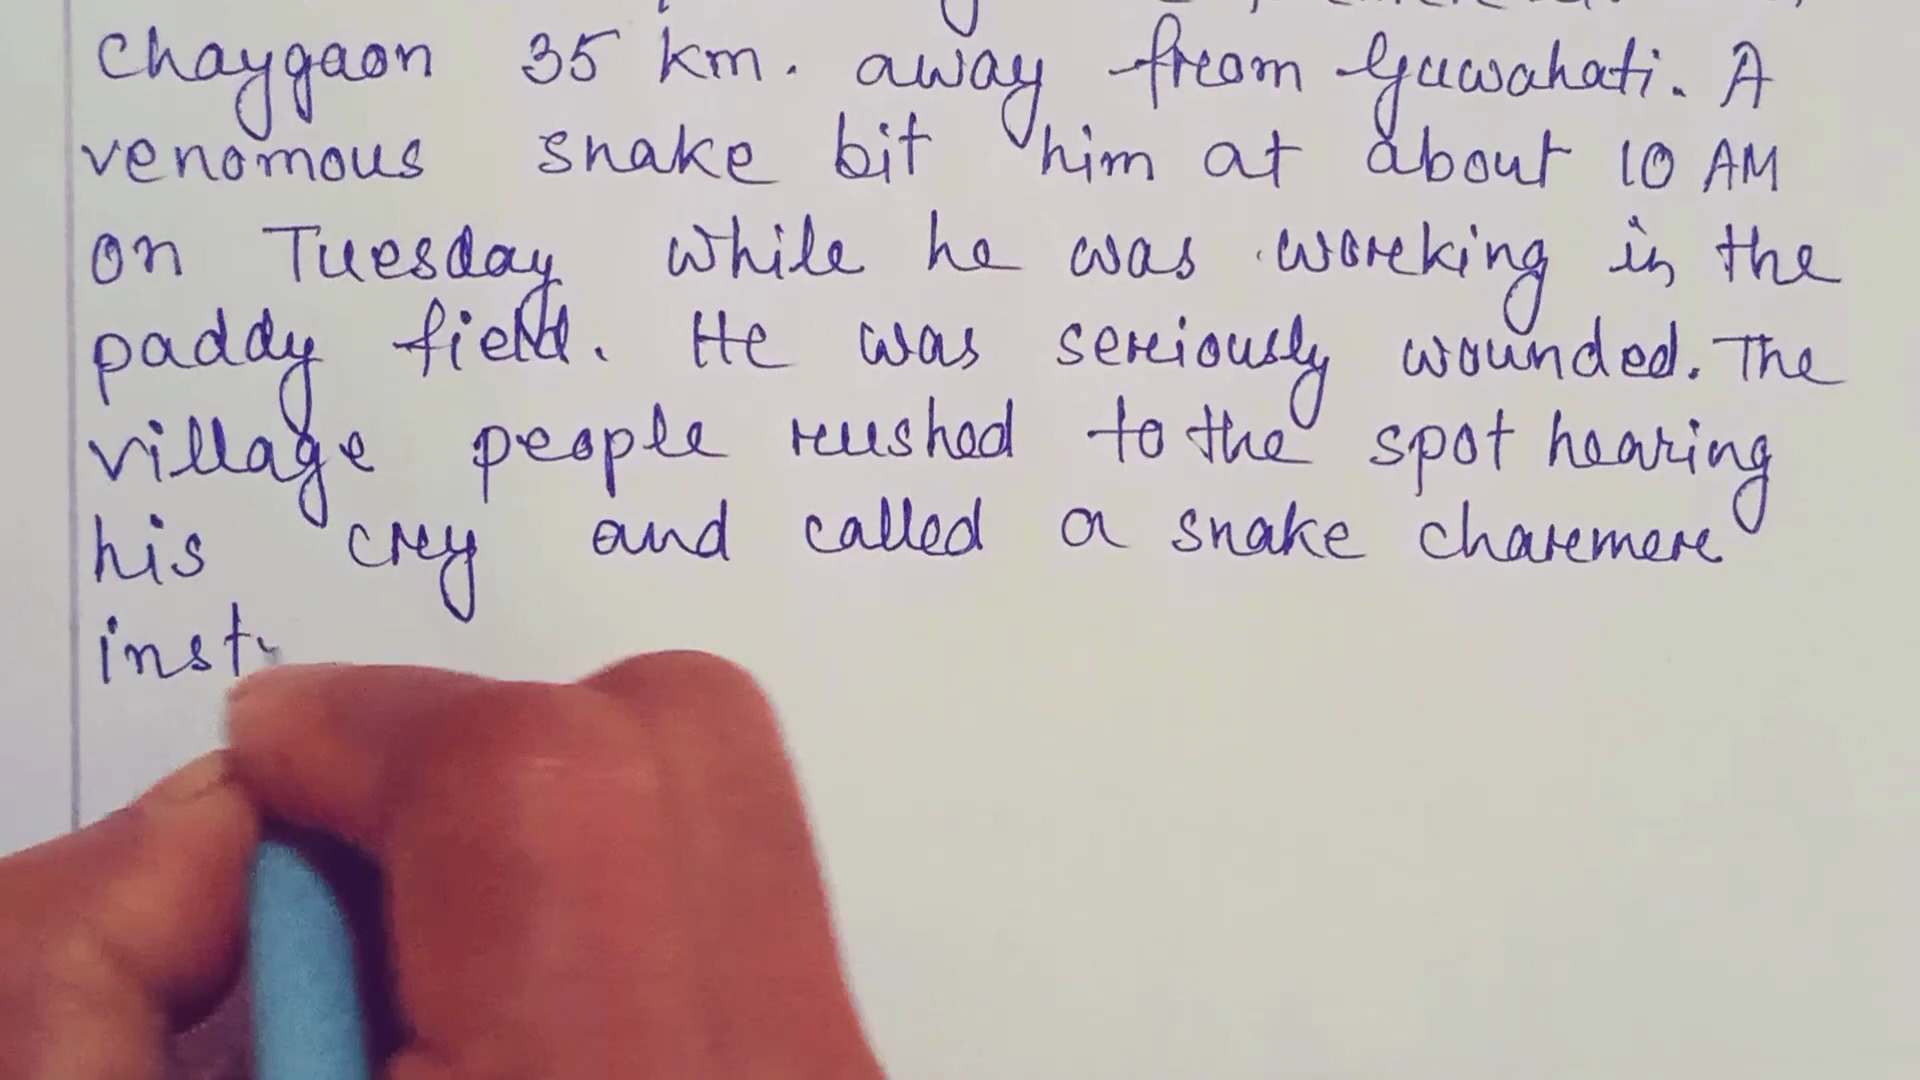 Chaygaon 35 km. away from Guwahati. A
venomous snake bit him at about 10 AM
on Tuesday while he was working in the
paddy field. He was seriously wounded. The
village people rushed to the spot hearing
his cry and called a snake charmer
inst